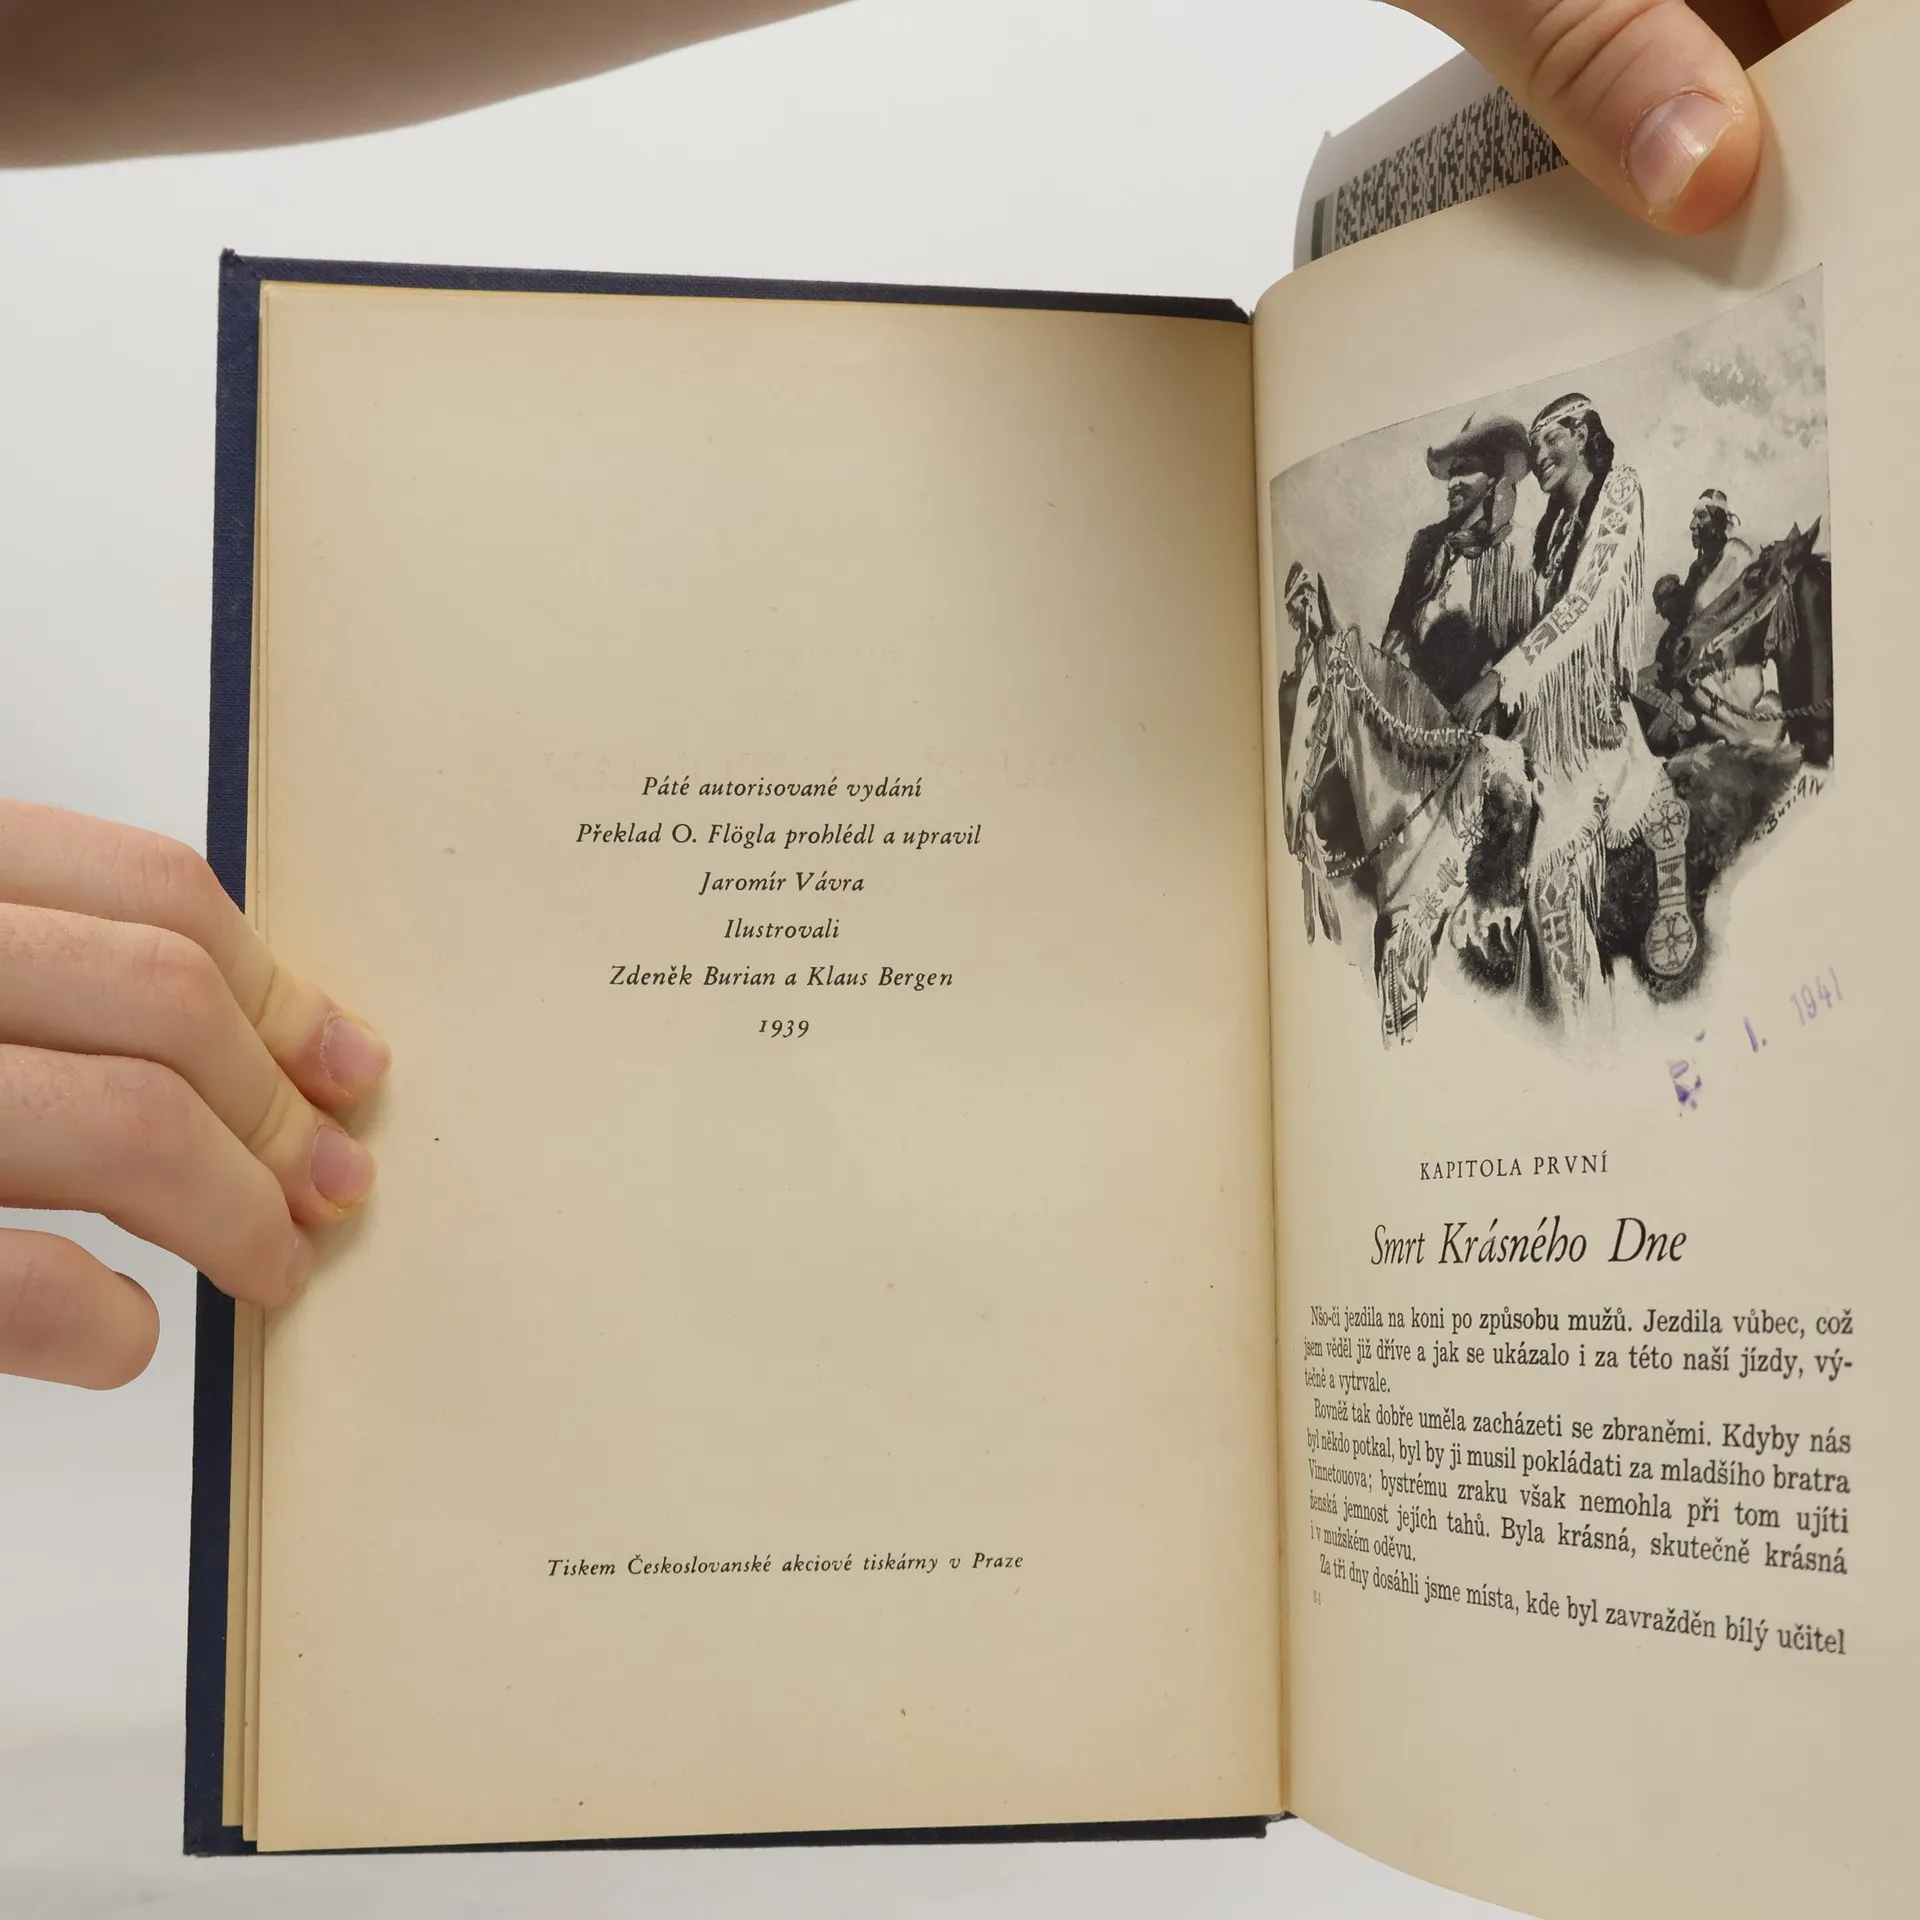 Páté autorisované vydání
Překlad O. Flögla prohlédl a upravil
Jaromír Vávra
Ilustrovali
Zdeněk Burian a Klaus Bergen
1939
Tiskem Českoslovanské akciové tiskárny v Praze
Z. Burian
I. 1941
KAPITOLA PRVNÍ
Smrt Krásného Dne
Nšo-či jezdila na koni po způsobu mužů. Jezdila vůbec, což
jsem věděl již dříve a jak se ukázalo i za této naší jízdy, vý-
tečně a vytrvale.
Rovněž tak dobře uměla zacházeti se zbraněmi. Kdyby nás
byl někdo potkal, byl by ji musil pokládati za mladšího bratra
Vinnetouova; bystrému zraku však nemohla při tom ujíti
ženská jemnost jejích tahů. Byla krásná, skutečně krásná
i v mužském oděvu.
Za tři dny dosáhli jsme místa, kde byl zavražděn bílý učitel